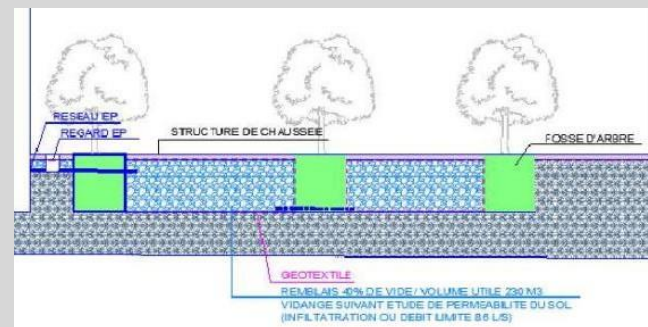 RESEAU EP
REGARD EP
STRUCTURE DE CHAUSSEE
FOSSE D'ARBRE
GEOTEXTILE
REMBLAIS 40% DE VIDE / VOLUME UTILE 230 M3
VIDANGE SUIVANT ETUDE DE PERMEABILITE DU SOL
(INFILTATRATION OU DEBIT LIMITE 8.6 L/S)